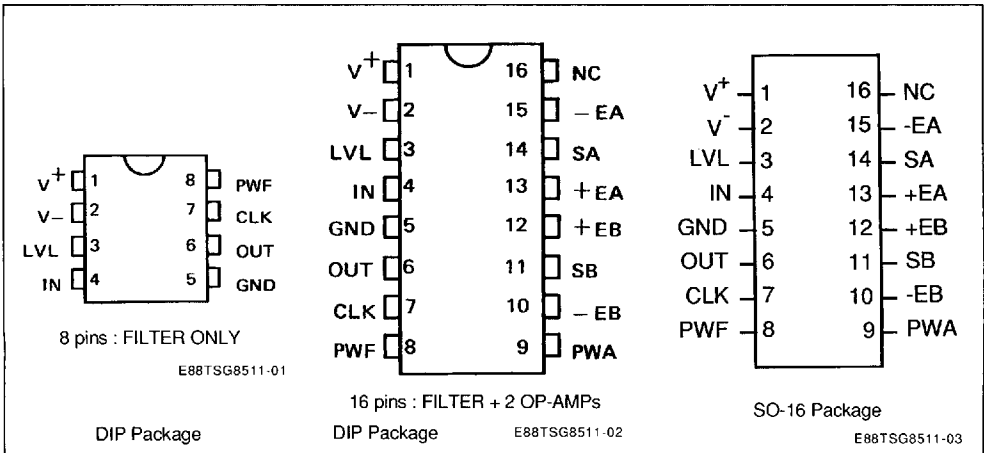 V+ 1 8 PWF
V− 2 7 CLK
LVL 3 6 OUT
IN 4 5 GND
8 pins : FILTER ONLY
E88TSG8511-01
DIP Package
V+ 1 16 NC
V− 2 15 −EA
LVL 3 14 SA
IN 4 13 +EA
GND 5 12 +EB
OUT 6 11 SB
CLK 7 10 −EB
PWF 8 9 PWA
16 pins : FILTER + 2 OP-AMPs
DIP Package E88TSG8511-02
V+ 1 16 NC
V- 2 15 -EA
LVL 3 14 SA
IN 4 13 +EA
GND 5 12 +EB
OUT 6 11 SB
CLK 7 10 -EB
PWF 8 9 PWA
SO-16 Package
E88TSG8511-03